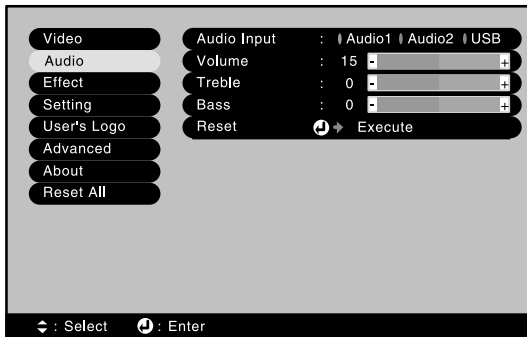 Video
Audio
Effect
Setting
User's Logo
Advanced
About
Reset All
Audio Input : Audio1 Audio2 USB
Volume : 15 - +
Treble : 0 - +
Bass : 0 - +
Reset Execute
: Select : Enter